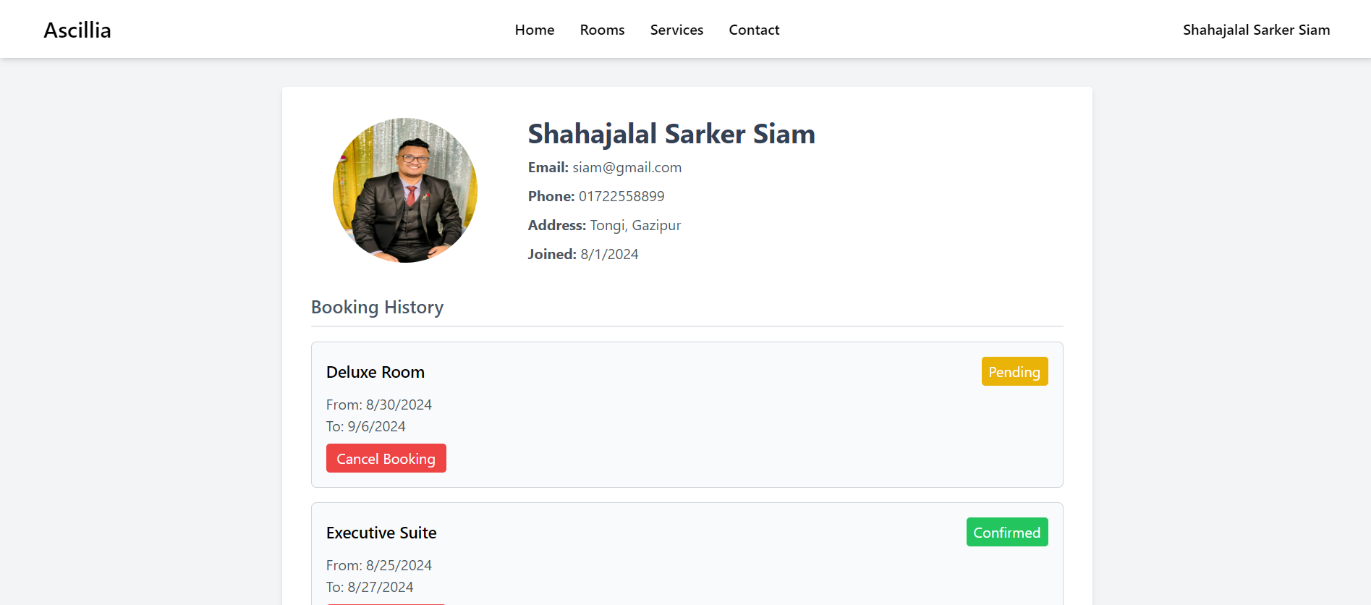 Ascillia
Home Rooms Services Contact
Shahajalal Sarker Siam
Shahajalal Sarker Siam
Email: siam@gmail.com
Phone: 01722558899
Address: Tongi, Gazipur
Joined: 8/1/2024
Booking History
Deluxe Room
Pending
From: 8/30/2024
To: 9/6/2024
Cancel Booking
Executive Suite
Confirmed
From: 8/25/2024
To: 8/27/2024